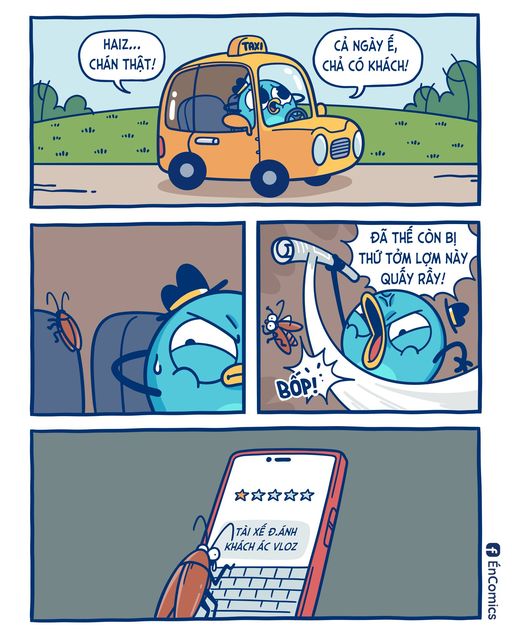 HAIZ...
CHÁN THẬT!
TAXI
CẢ NGÀY Ế,
CHẢ CÓ KHÁCH!
ĐÃ THẾ CÒN BỊ
THỨ TỞM LỢM NÀY
QUẤY RẦY!
BỐP!
TÀI XẾ Đ.ÁNH
KHÁCH ÁC VLOZ
f ÉnComics